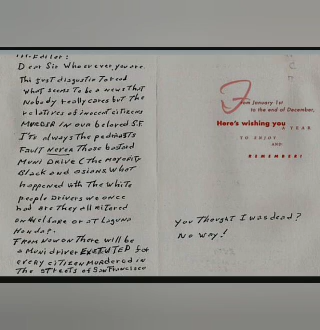 Mr. Editor:
Dear Sir Whoever you are.
This just disgustin To read
what seems To be a news That
Nobody really cares but The
relatives of innocent citizens
MURDER in our beloved S.F.
IT's always The pedestians
FaulT Never Those bastard
MUNI DRIVE (The majority
Black and asians, what
happened with The white
people Drivers we once
had are They all retired
or at Laguna
Honda?.
FROM NOW on There will be
a Muni driver EXECUTED for
every citizen MURDered in
The sTreeTs of San Francisco
From January 1st
to the end of December,
Here's wishing you
A YEAR
TO ENJOY
AND
REMEMBER!
You Thought I was dead?
No way!